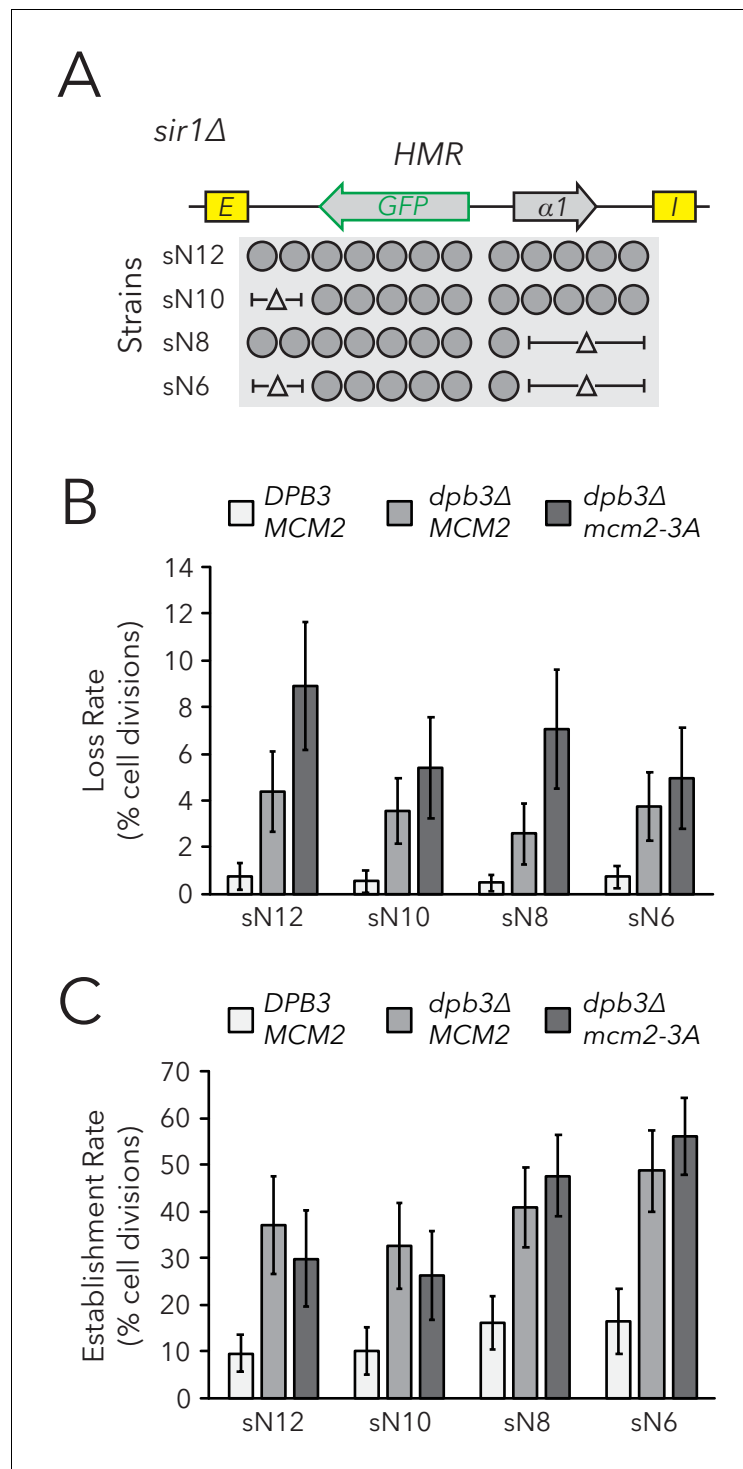 A
sir1Δ
HMR
E GFP α1 I
Strains
sN12
sN10
Δ
sN8
Δ
sN6
Δ Δ
B
DPB3 MCM2
dpb3Δ MCM2
dpb3Δ mcm2-3A
Loss Rate
(% cell divisions)
14
12
10
8
6
4
2
0
sN12 sN10 sN8 sN6
C
DPB3 MCM2
dpb3Δ MCM2
dpb3Δ mcm2-3A
Establishment Rate
(% cell divisions)
70
60
50
40
30
20
10
0
sN12 sN10 sN8 sN6